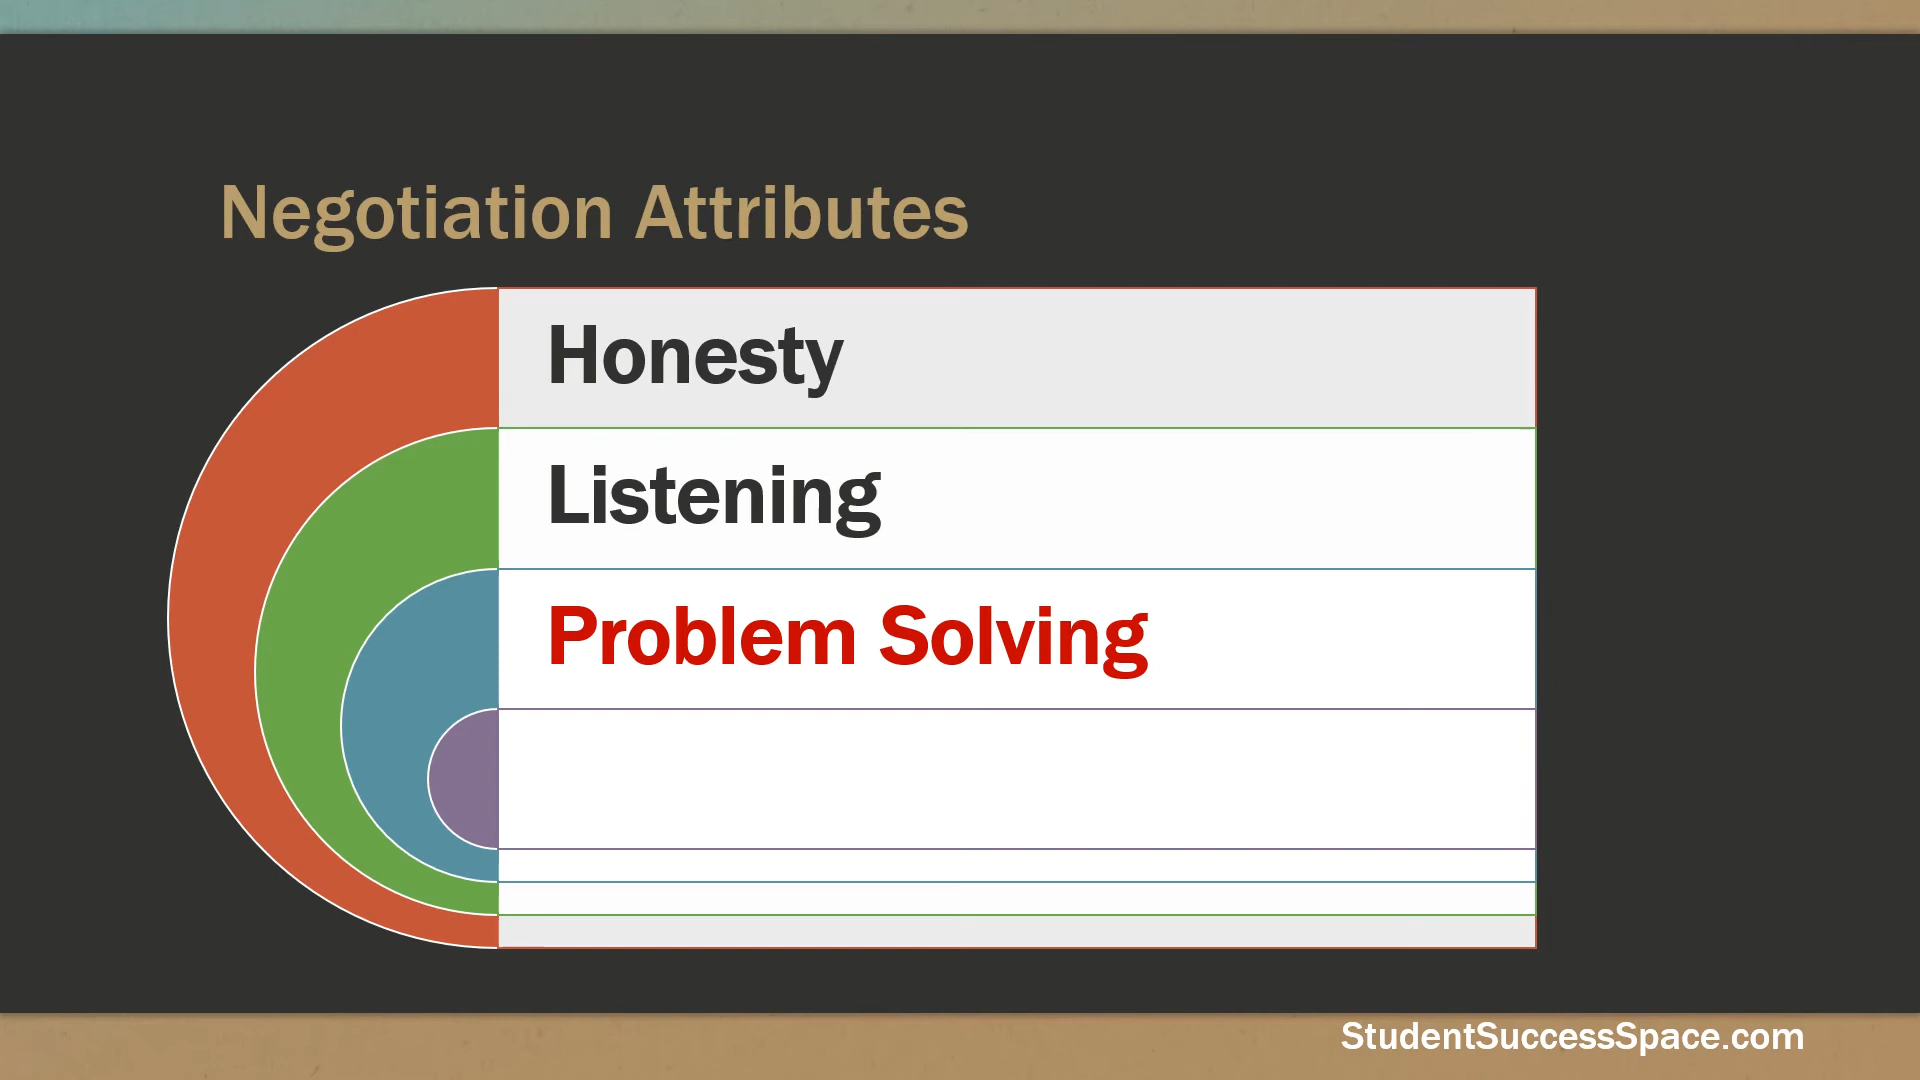 Negotiation Attributes
Honesty
Listening
Problem Solving
StudentSuccessSpace.com